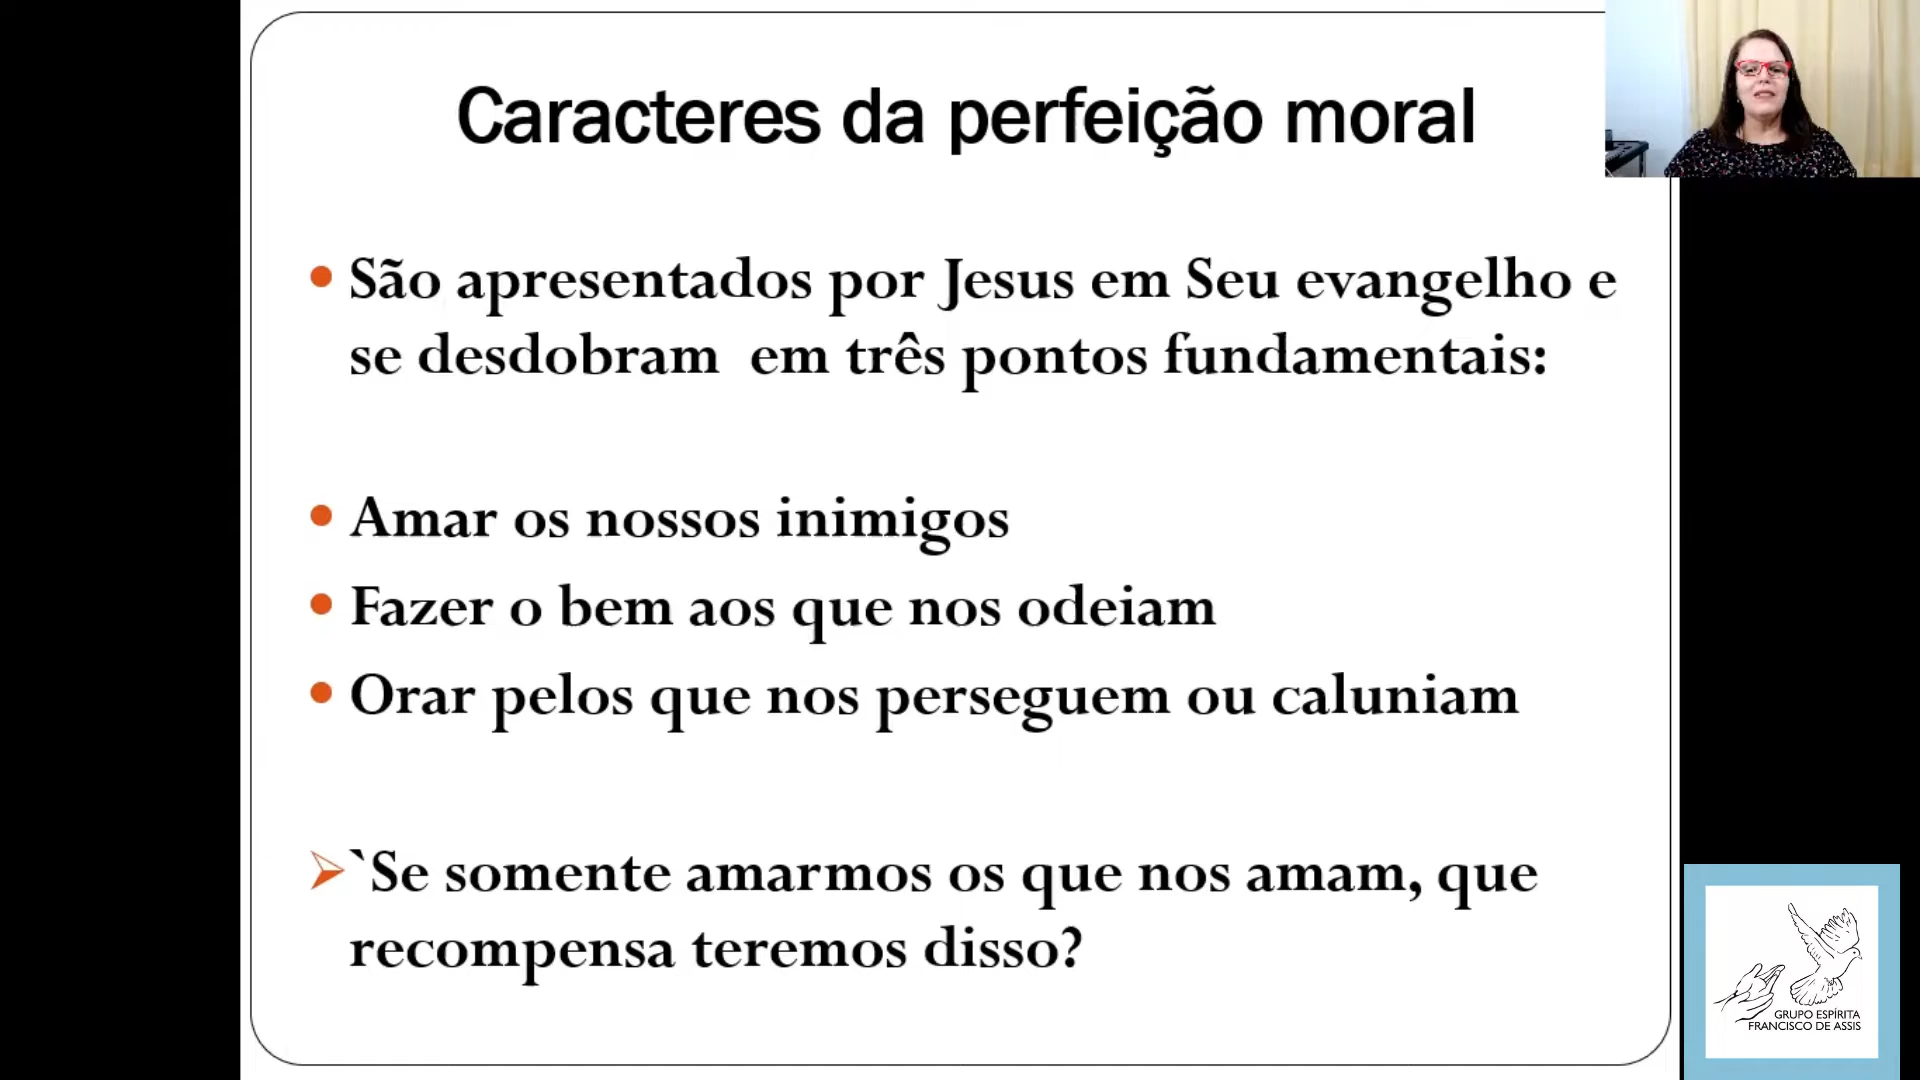 Caracteres da perfeição moral
• São apresentados por Jesus em Seu evangelho e
se desdobram em três pontos fundamentais:
• Amar os nossos inimigos
• Fazer o bem aos que nos odeiam
• Orar pelos que nos perseguem ou caluniam
➢ `Se somente amarmos os que nos amam, que
recompensa teremos disso?
GRUPO ESPÍRITA
FRANCISCO DE ASSIS